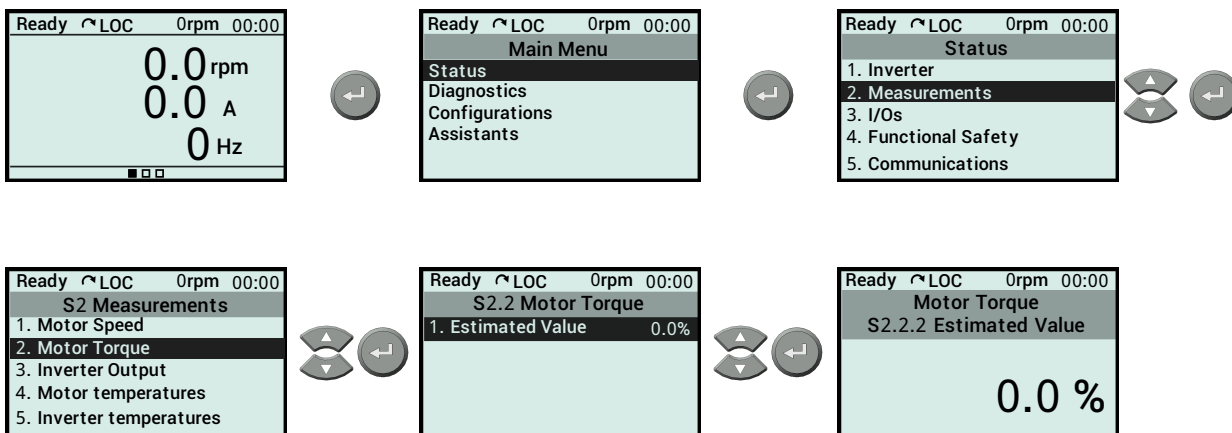 Ready LOC 0rpm 00:00
0.0 rpm
0.0 A
0 Hz
Ready LOC 0rpm 00:00
Main Menu
Status
Diagnostics
Configurations
Assistants
Ready LOC 0rpm 00:00
Status
1. Inverter
2. Measurements
3. I/Os
4. Functional Safety
5. Communications
Ready LOC 0rpm 00:00
S2 Measurements
1. Motor Speed
2. Motor Torque
3. Inverter Output
4. Motor temperatures
5. Inverter temperatures
Ready LOC 0rpm 00:00
S2.2 Motor Torque
1. Estimated Value 0.0%
Ready LOC 0rpm 00:00
Motor Torque
S2.2.2 Estimated Value
0.0 %